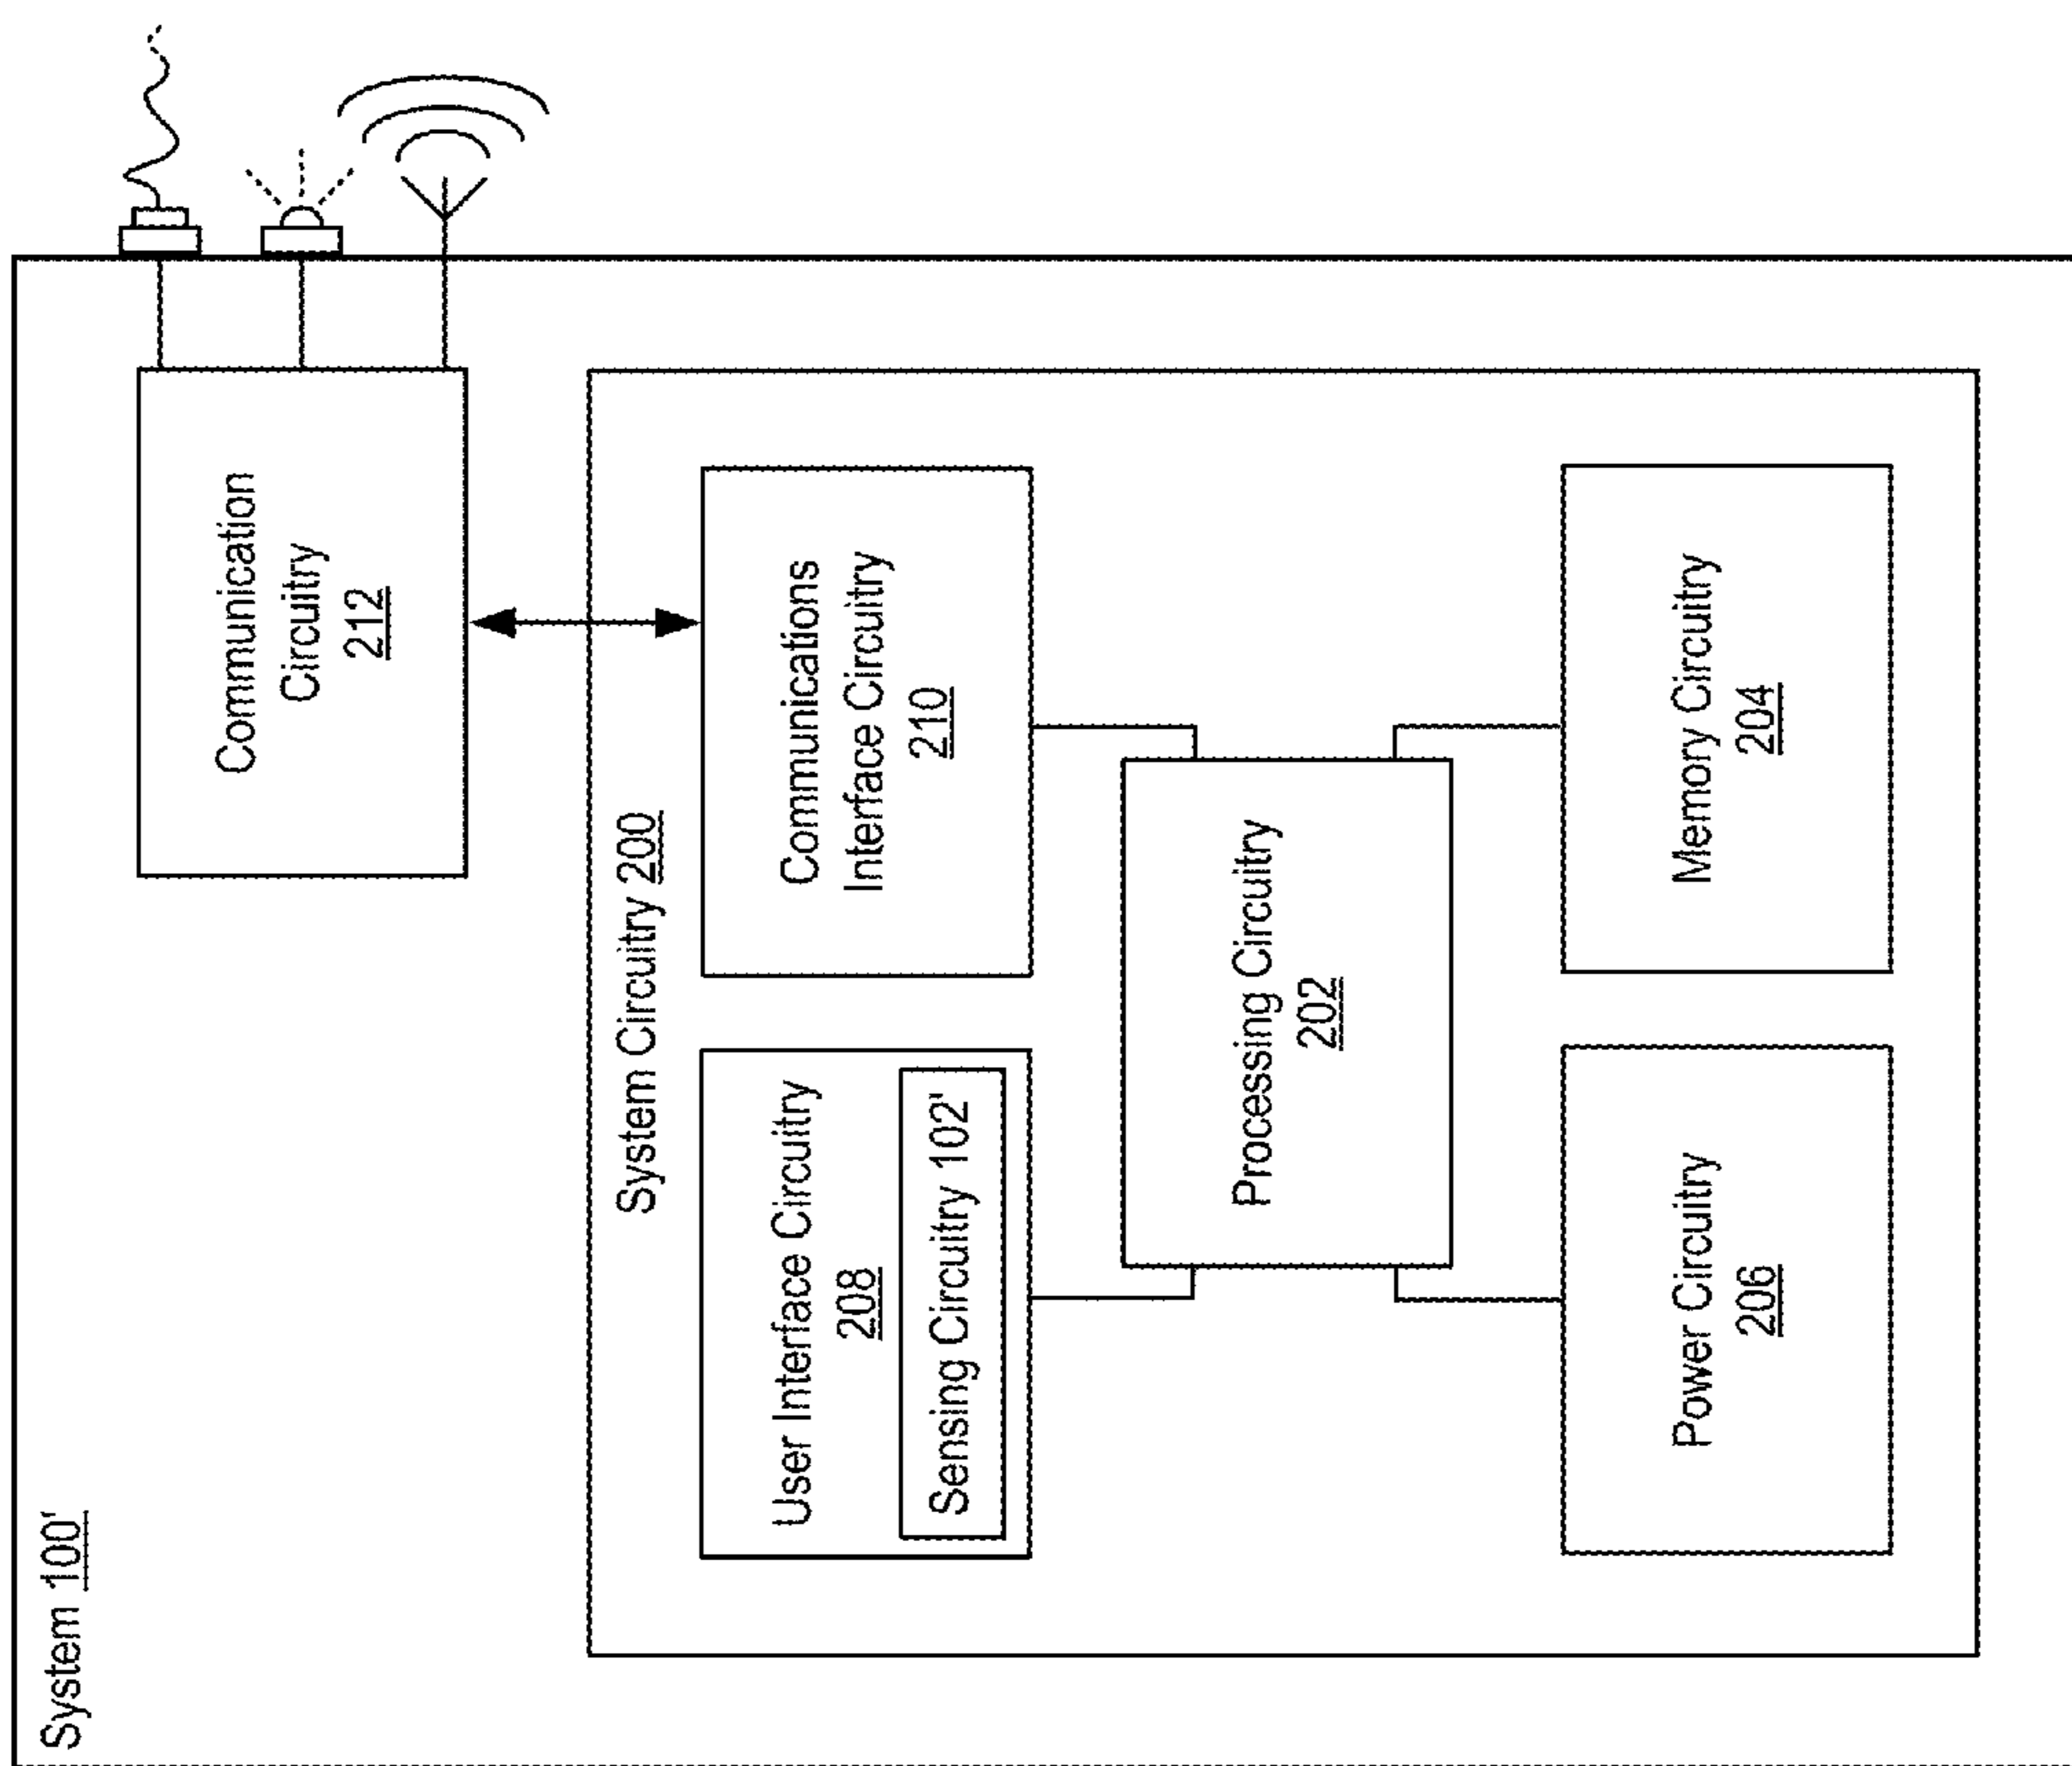 System 100'
Communication
Circuitry
212
System Circuitry 200
User Interface Circuitry
208
Sensing Circuitry 102'
Communications
Interface Circuitry
210
Processing Circuitry
202
Power Circuitry
206
Memory Circuitry
204